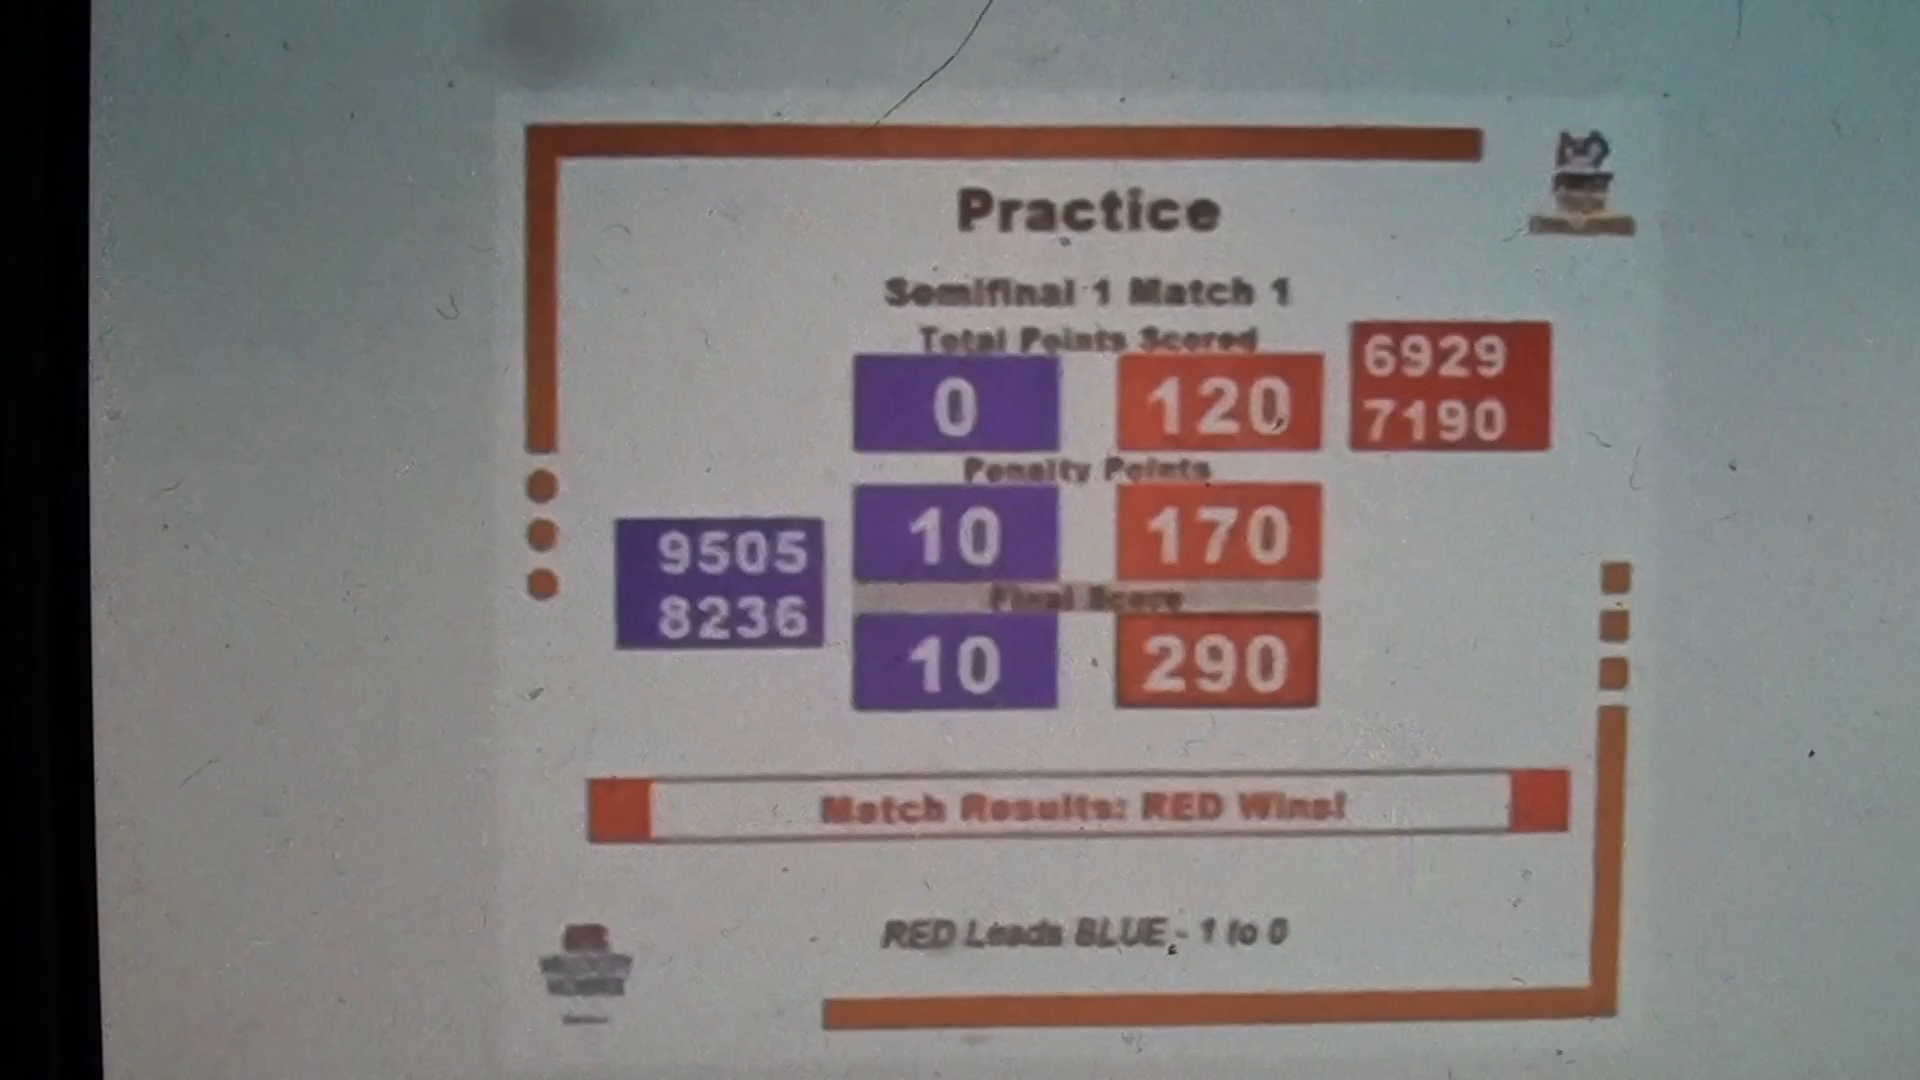 Practice
Semifinal 1 Match 1
Total Points Scored
0 120
6929
7190
Penalty Points
10 170
9505
8236
Final Score
10 290
Match Results: RED Wins!
RED Leads BLUE - 1 to 0